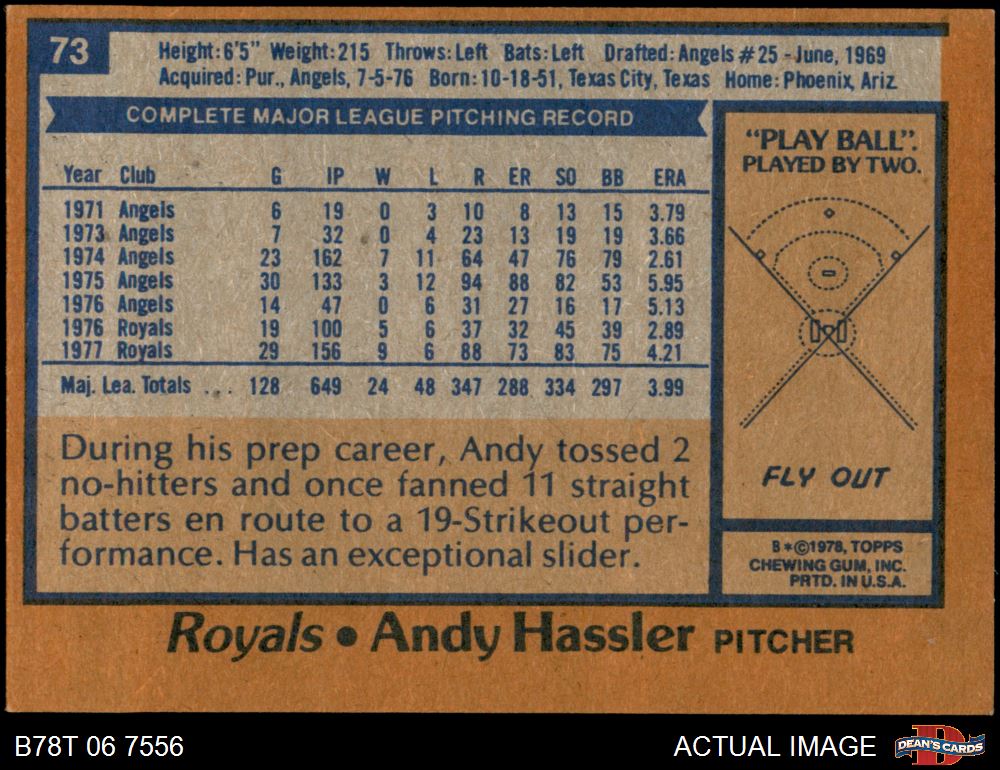 73
Height: 6'5" Weight: 215 Throws: Left Bats: Left Drafted: Angels #25 - June, 1969
Acquired: Pur., Angels, 7-5-76 Born: 10-18-51, Texas City, Texas Home: Phoenix, Ariz.
COMPLETE MAJOR LEAGUE PITCHING RECORD
Year Club G IP W L R ER SO BB ERA
1971 Angels 6 19 0 3 10 8 13 15 3.79
1973 Angels 7 32 0 4 23 13 19 19 3.66
1974 Angels 23 162 7 11 64 47 76 79 2.61
1975 Angels 30 133 3 12 94 88 82 53 5.95
1976 Angels 14 47 0 6 31 27 16 17 5.13
1976 Royals 19 100 5 6 37 32 45 39 2.89
1977 Royals 29 156 9 6 88 73 83 75 4.21
Maj. Lea. Totals ... 128 649 24 48 347 288 334 297 3.99
During his prep career, Andy tossed 2
no-hitters and once fanned 11 straight
batters en route to a 19-Strikeout per-
formance. Has an exceptional slider.
"PLAY BALL".
PLAYED BY TWO.
FLY OUT
B*©1978, TOPPS
CHEWING GUM, INC.
PRTD. IN U.S.A.
Royals • Andy Hassler PITCHER
B78T 06 7556
ACTUAL IMAGE
DEAN'S CARDS